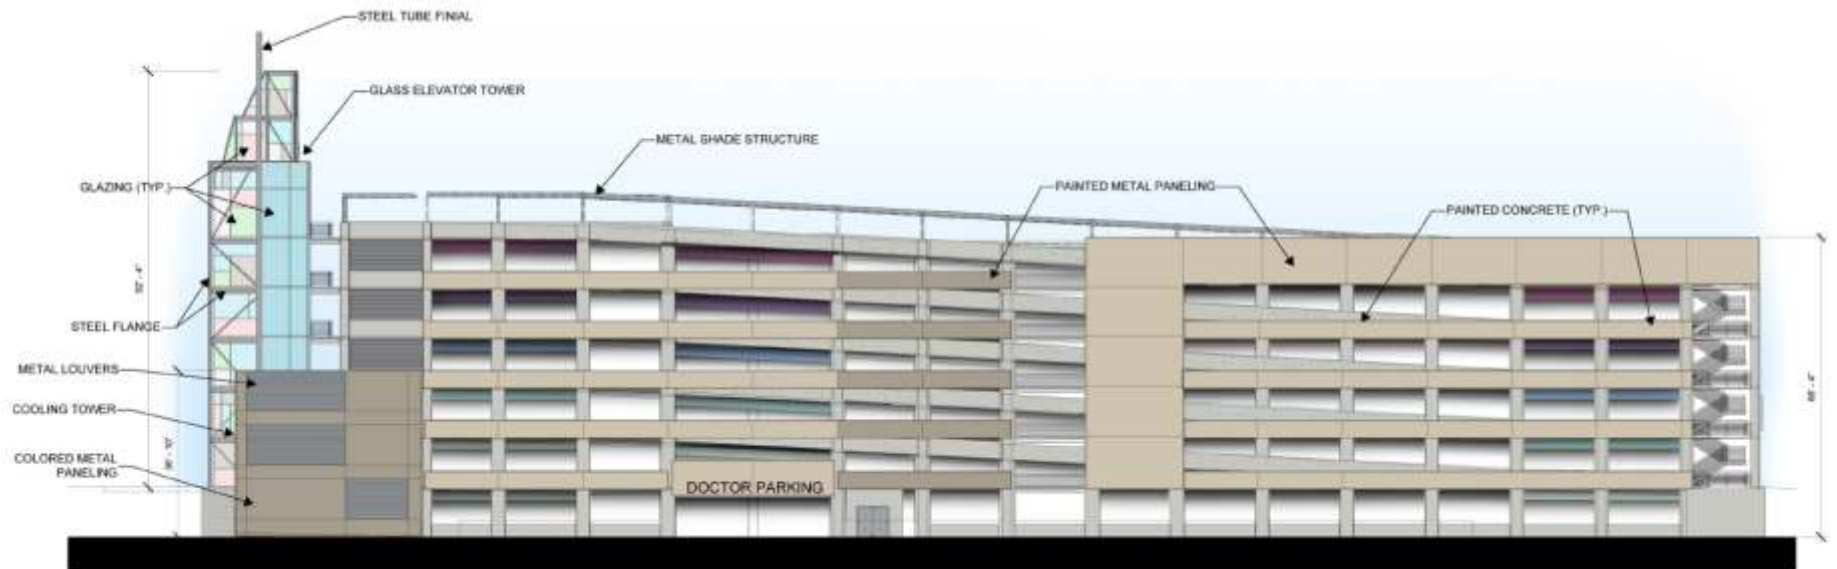 STEEL TUBE FINIAL
GLASS ELEVATOR TOWER
METAL SHADE STRUCTURE
GLAZING (TYP.)
PAINTED METAL PANELING
PAINTED CONCRETE (TYP.)
STEEL FLANGE
METAL LOUVERS
COOLING TOWER
COLORED METAL
PANELING
DOCTOR PARKING